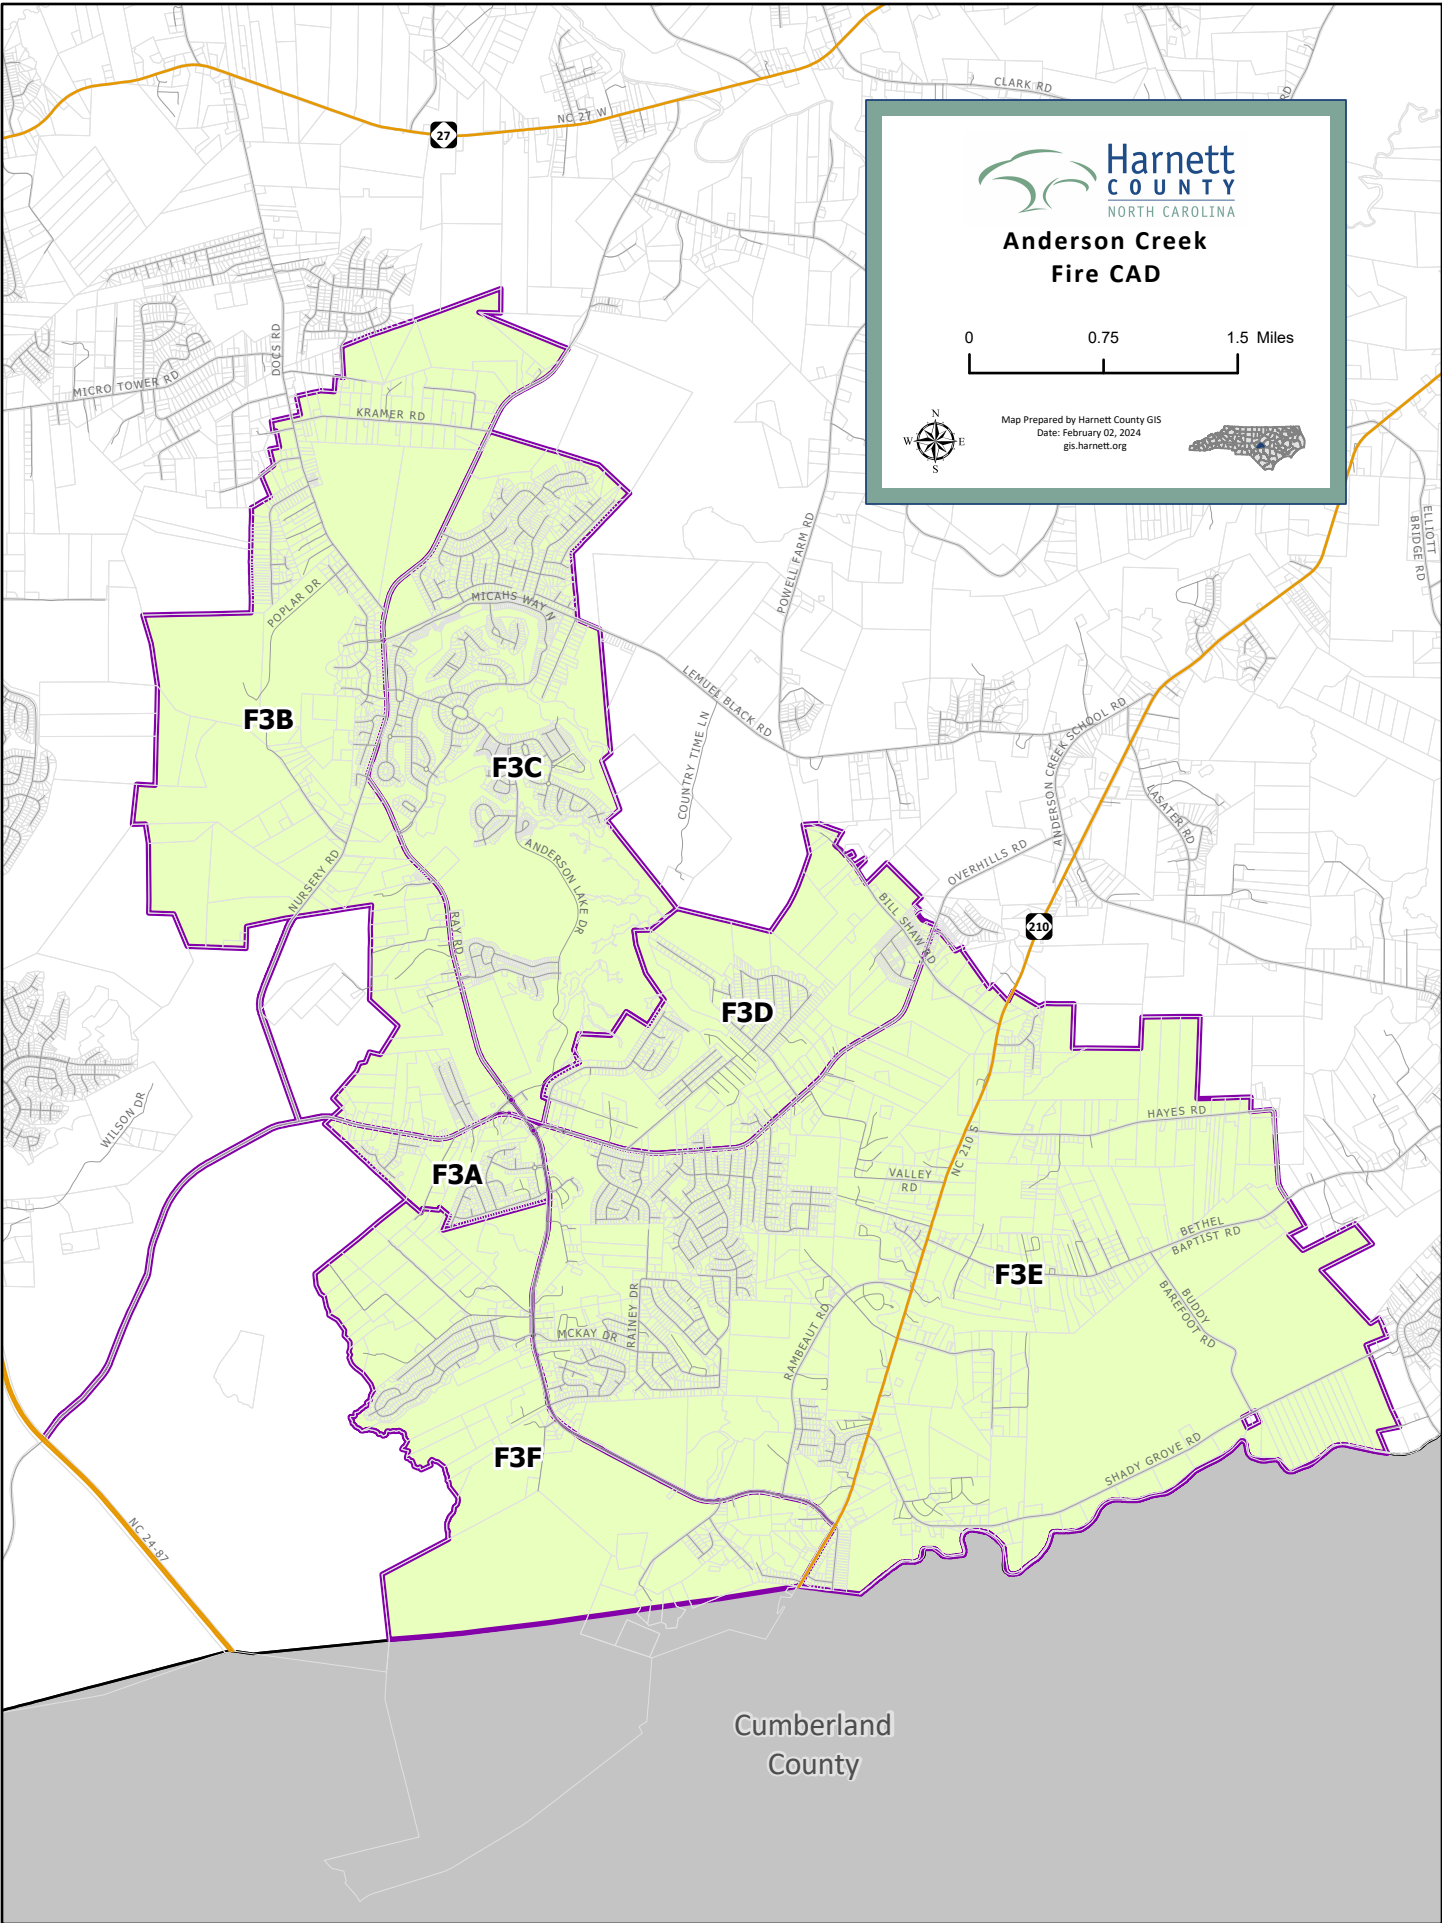 CLARK RD
RD
NC 27 W
27
Harnett
COUNTY
NORTH CAROLINA
Anderson Creek
Fire CAD
0 0.75 1.5 Miles
N
W E
S
Map Prepared by Harnett County GIS
Date: February 02, 2024
gis.harnett.org
DOCS RD
MICRO TOWER RD
KRAMER RD
ELLIOTT
BRIDGE RD
POWELL FARM RD
POPLAR DR
MICAHS WAY N
LEMUEL BLACK RD
COUNTRY TIME LN
F3B
F3C
ANDERSON CREEK SCHOOL RD
LASATER RD
OVERHILLS RD
NURSERY RD
ANDERSON LAKE DR
BILL SHAW RD
RAY RD
210
F3D
WILSON DR
HAYES RD
NC 210 S
F3A
VALLEY
RD
BETHEL
BAPTIST RD
F3E
BUDDY
BAREFOOT RD
RAINEY DR
MCKAY DR
RAMBEAUT RD
F3F
SHADY GROVE RD
NC 24-87
Cumberland
County